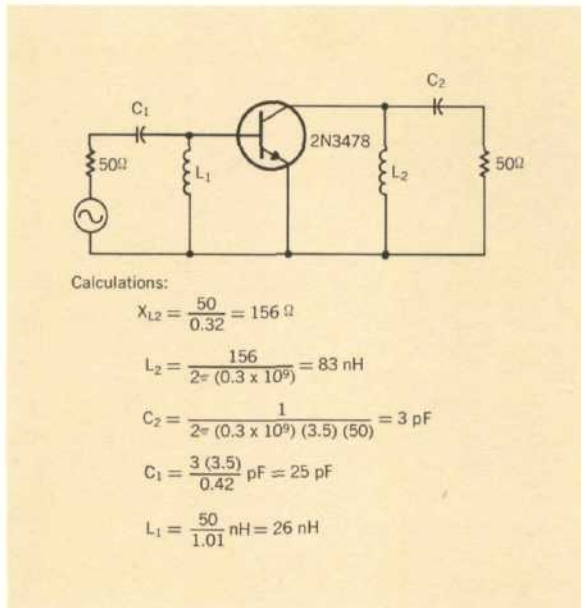 C₂
C₁
2N3478
50Ω
L₁
L₂
50Ω
Calculations:
X_L2 = 50 / 0.32 = 156 Ω
L₂ = 156 / 2π (0.3 x 10⁹) = 83 nH
C₂ = 1 / 2π (0.3 x 10⁹) (3.5) (50) = 3 pF
C₁ = 3 (3.5) / 0.42 pF = 25 pF
L₁ = 50 / 1.01 nH = 26 nH